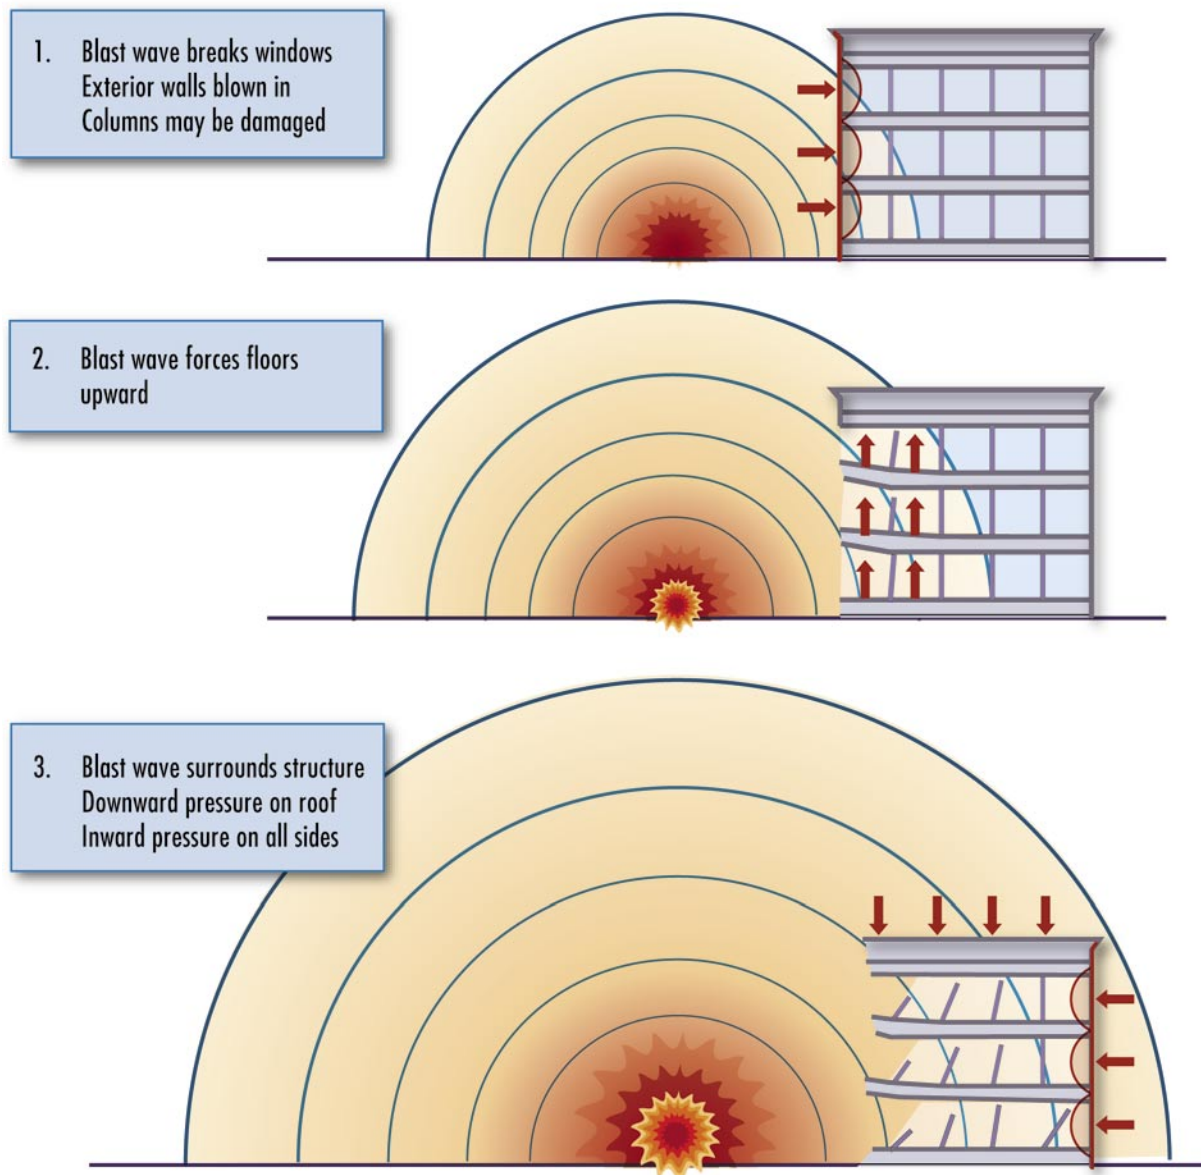 1. Blast wave breaks windows
Exterior walls blown in
Columns may be damaged
2. Blast wave forces floors
upward
3. Blast wave surrounds structure
Downward pressure on roof
Inward pressure on all sides